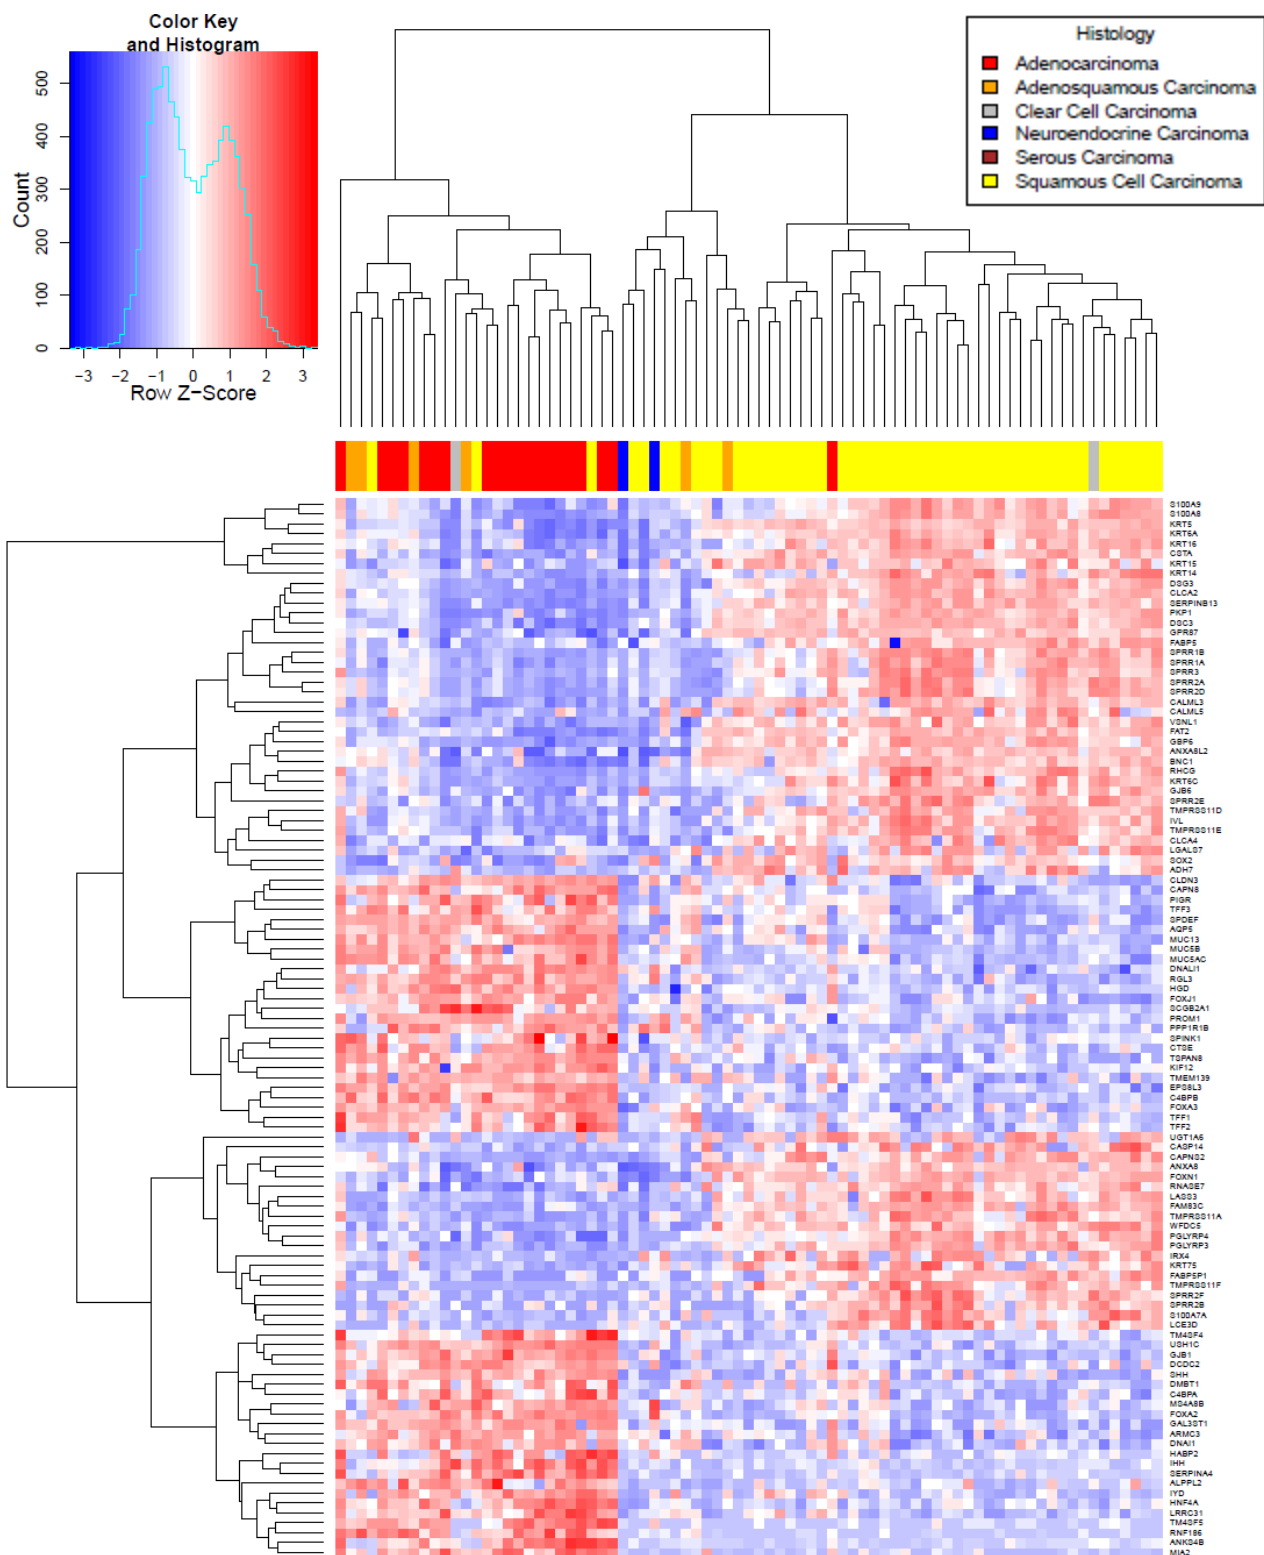 Color Key
and Histogram
Count
0
100
200
300
400
500
−3
−2
−1
0
1
2
3
Row Z−Score
Histology
Adenocarcinoma
Adenosquamous Carcinoma
Clear Cell Carcinoma
Neuroendocrine Carcinoma
Serous Carcinoma
Squamous Cell Carcinoma
S100A9
S100A8
KRT5
KRT6A
KRT16
CSTA
KRT15
KRT14
DSG3
CLCA2
SERPINB13
PKP1
DSC3
GPR87
FABP5
SPRR1B
SPRR1A
SPRR3
SPRR2A
SPRR2D
CALML3
CALML5
VSNL1
FAT2
GBP6
ANXA8L2
BNC1
RHCG
KRT6C
GJB6
SPRR2E
TMPRSS11D
IVL
TMPRSS11E
CLCA4
LGALS7
SOX2
ADH7
CLDN3
CAPN8
PIGR
TFF3
SPDEF
AQP5
MUC13
MUC5B
MUC5AC
DNALI1
RGL3
HGD
FOXJ1
SCGB2A1
PROM1
PPP1R1B
SPINK1
CTSE
TSPAN8
KIF12
TMEM139
EPS8L3
C4BPB
FOXA3
TFF1
TFF2
UGT1A6
CASP14
CAPNS2
ANXA8
FOXN1
RNASE7
LASS3
FAM83C
TMPRSS11A
WFDC5
PGLYRP4
PGLYRP3
IRX4
KRT75
FABP5P1
TMPRSS11F
SPRR2F
SPRR2B
S100A7A
LCE3D
TM4SF4
USH1C
GJB1
DCDC2
SHH
DMBT1
C4BPA
MS4A8B
FOXA2
GAL3ST1
ARMC3
DNAI1
HABP2
IHH
SERPINA4
ALPPL2
IYD
HNF4A
LRRC31
TM4SF5
RNF186
ANKS4B
MIA2